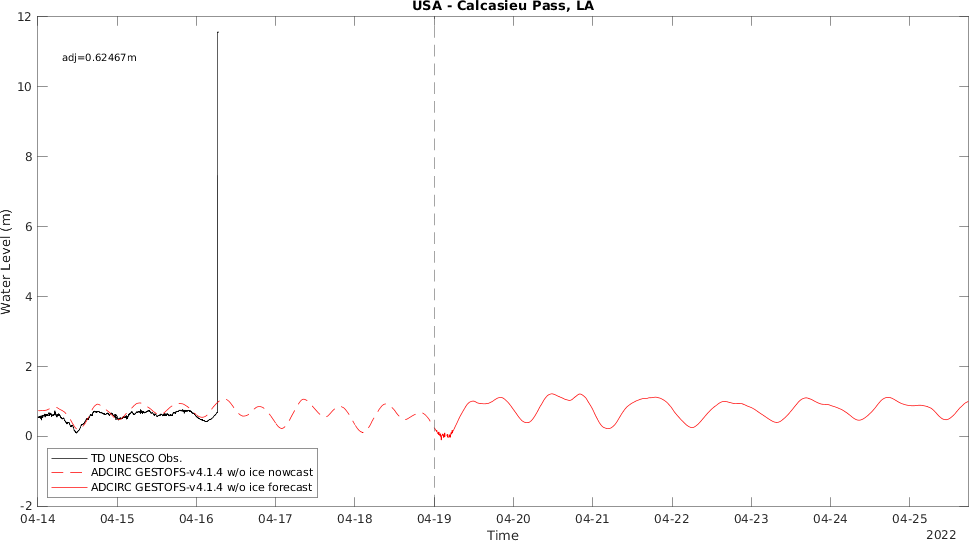 USA - Calcasieu Pass, LA
adj=0.62467m
Water Level (m)
12
10
8
6
4
2
0
-2
TD UNESCO Obs.
ADCIRC GESTOFS-v4.1.4 w/o ice nowcast
ADCIRC GESTOFS-v4.1.4 w/o ice forecast
04-14 04-15 04-16 04-17 04-18 04-19 04-20 04-21 04-22 04-23 04-24 04-25
Time
2022